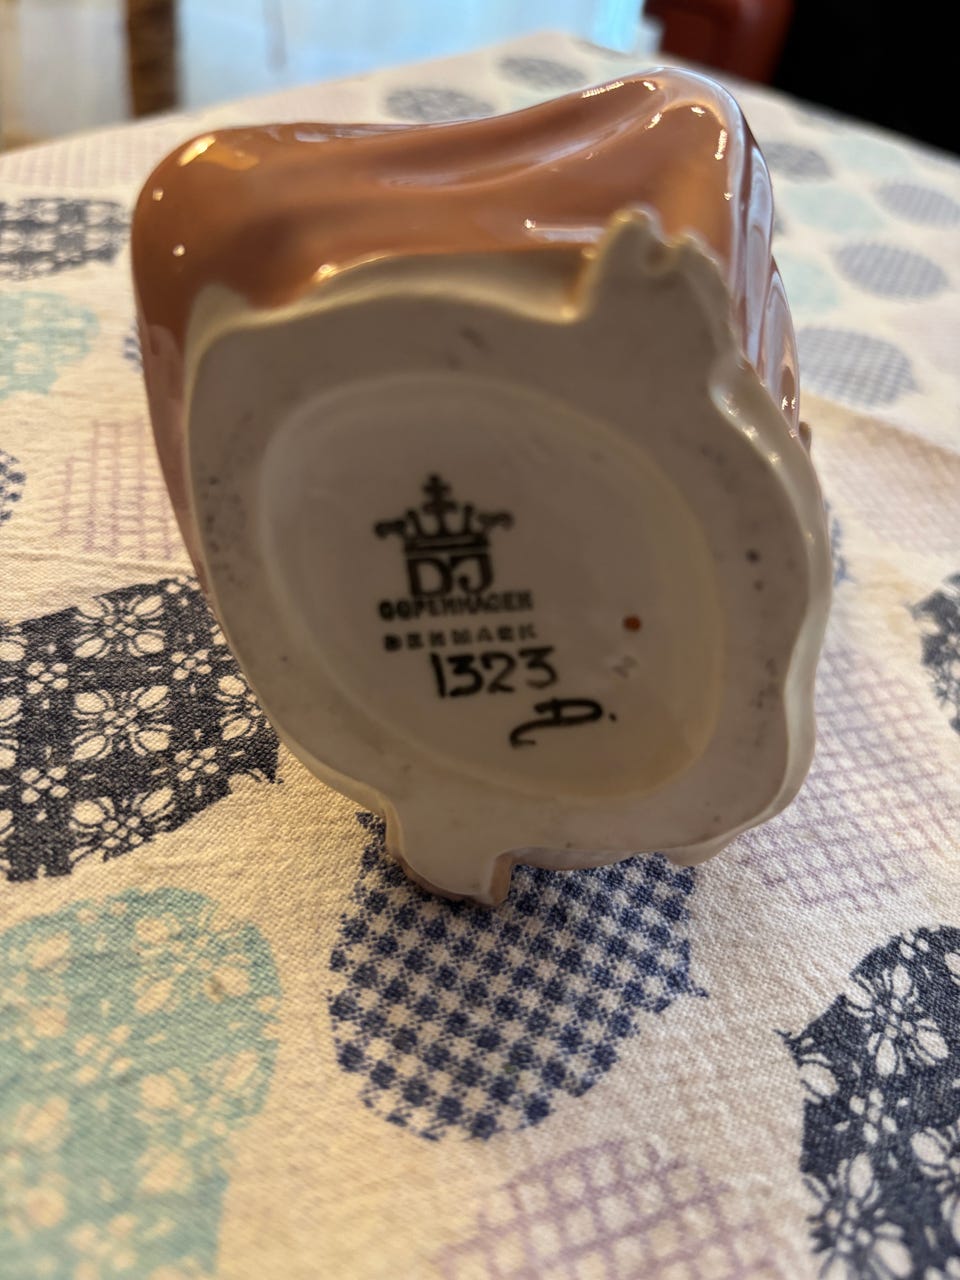 DJ
COPENHAGEN
DENMARK
1323
D.